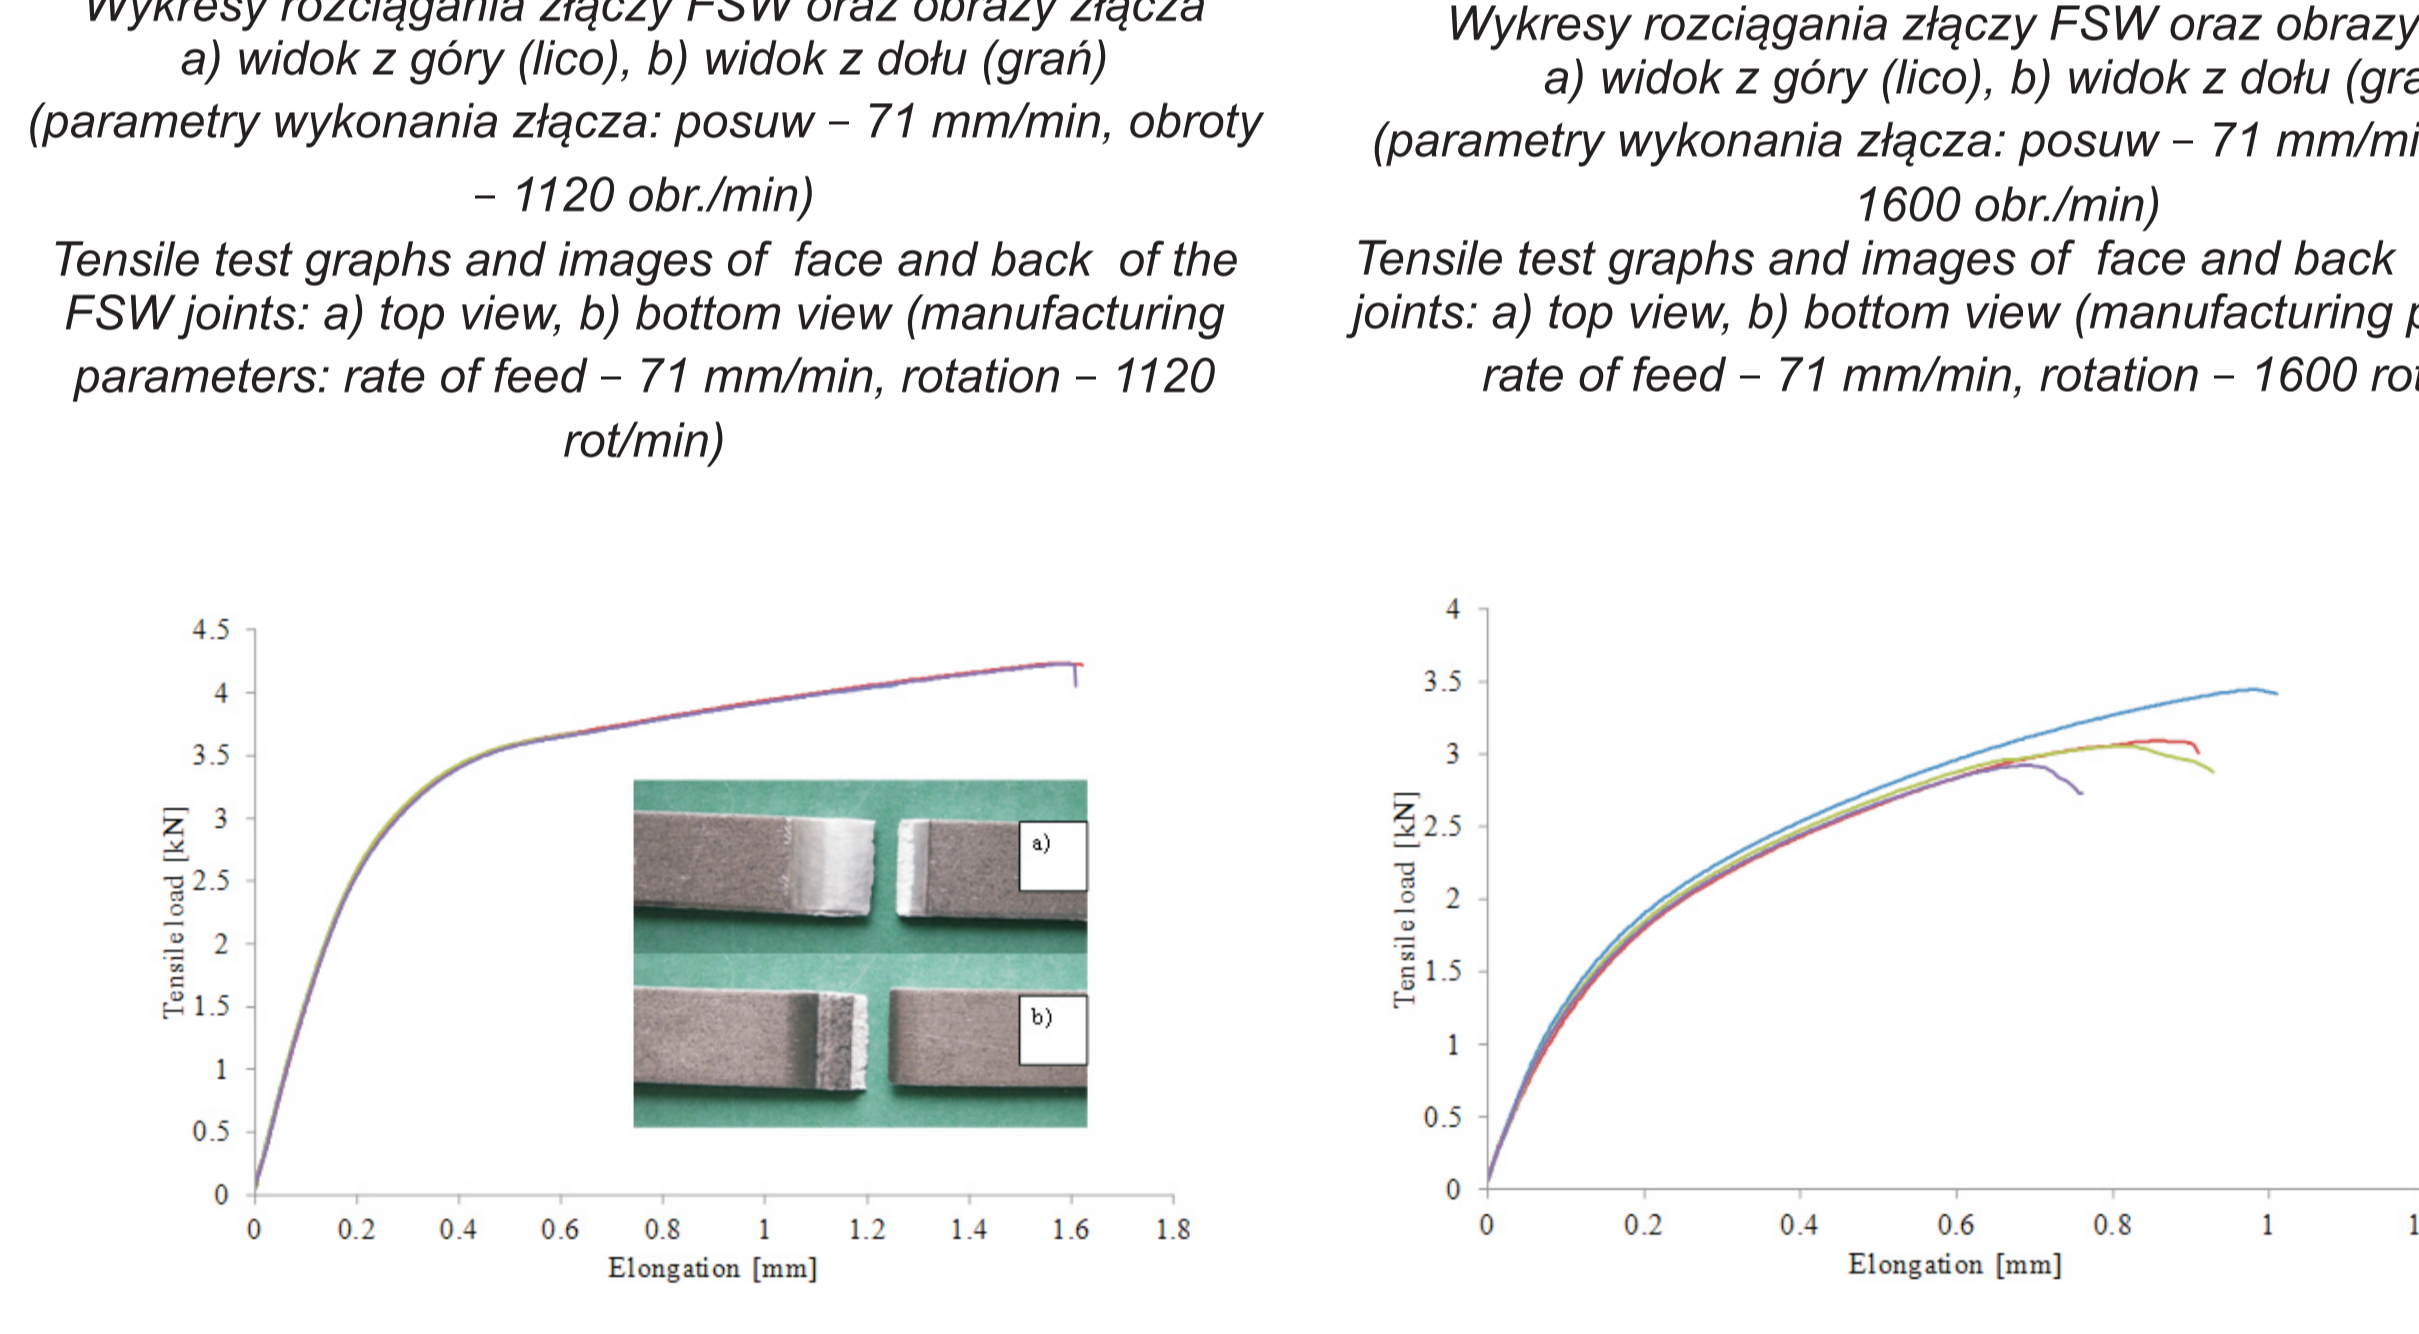 Wykresy rozciągania złączy FSW oraz obrazy złącza
a) widok z góry (lico), b) widok z dołu (grań)
(parametry wykonania złącza: posuw – 71 mm/min, obroty
– 1120 obr./min)
Tensile test graphs and images of face and back of the
FSW joints: a) top view, b) bottom view (manufacturing
parameters: rate of feed – 71 mm/min, rotation – 1120
rot/min)
4.5
4
3.5
3
2.5
2
1.5
1
0.5
0
Tensile load [kN]
a)
b)
0 0.2 0.4 0.6 0.8 1 1.2 1.4 1.6 1.8
Elongation [mm]
Wykresy rozciągania złączy FSW oraz obrazy
a) widok z góry (lico), b) widok z dołu
(parametry wykonania złącza: posuw – 71
1600 obr./min)
Tensile test graphs and images of face and back
joints: a) top view, b) bottom view (manufacturing
rate of feed – 71 mm/min, rotation – 1600
4
3.5
3
2.5
2
1.5
1
0.5
0
Tensile load [kN]
0 0.2 0.4 0.6 0.8 1
Elongation [mm]